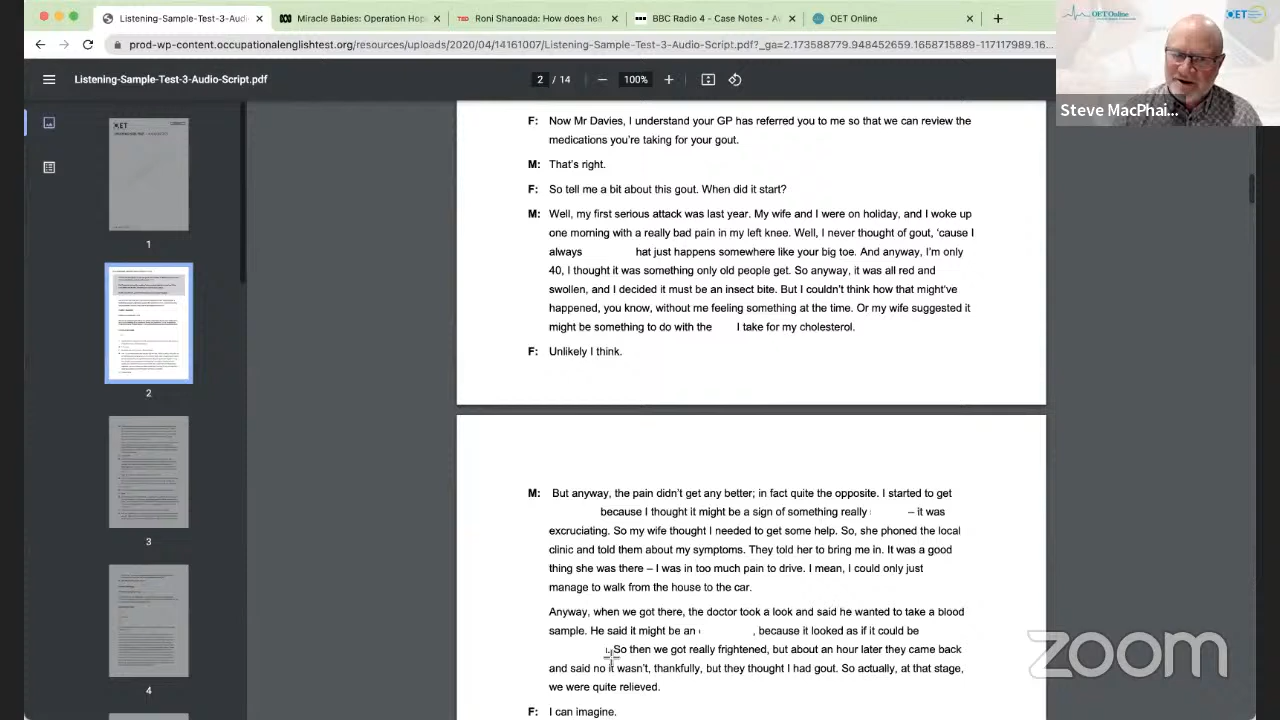 Listening-Sample-Test-3-Audio
Miracle Babies: Operation
TED Roni Shanoada: How does
BBC Radio 4 - Case Notes -
OETOnline
prod-wp-content.occupationalenglishtest.org/resources/uploads/2020/04/14161007/Listening-Sample-Test-3-Audio-Script.pdf?_ga=2.173588779.948452659.1658715889-117117989.16...
OET Online
OET
Steve MacPhai...
Listening-Sample-Test-3-Audio-Script.pdf
2 / 14
100%
F: Now Mr Davies, I understand your GP has referred you to me so that we can review the
medications you're taking for your gout.
M: That's right.
F: So tell me a bit about this gout. When did it start?
M: Well, my first serious attack was last year. My wife and I were on holiday, and I woke up
one morning with a really bad pain in my left knee. Well, I never thought of gout, 'cause I
always hat just happens somewhere like your big toe. And anyway, I'm only
I thought was something only old people get. So anyway, it was all red and
swollen, and I decided it must be an insect bite. But I couldn't think how that might've
happened, you know, without me feeling something at the time. Or my wife suggested it
might be something to do with the I take for my cholesterol.
F: Unlikely I think.
M: the pain didn't get any better; in fact quite the opposite. I started to get
because I thought it might be a sign of something really – it was
excruciating. So my wife thought I needed to get some help. So, she phoned the local
clinic and told them about my symptoms. They told her to bring me in. It was a good
thing she was there – I was in too much pain to drive. I mean, I could only just
manage to walk from the house to the car.
Anyway, when we got there, the doctor took a look and said he wanted to take a blood
sample. He said it might be an , because it looked as if it could be
So then we got really frightened, but about an hour later they came back
and said no it wasn't, thankfully, but they thought I had gout. So actually, at that stage,
we were quite relieved.
F: I can imagine.
1
2
3
4
zoom